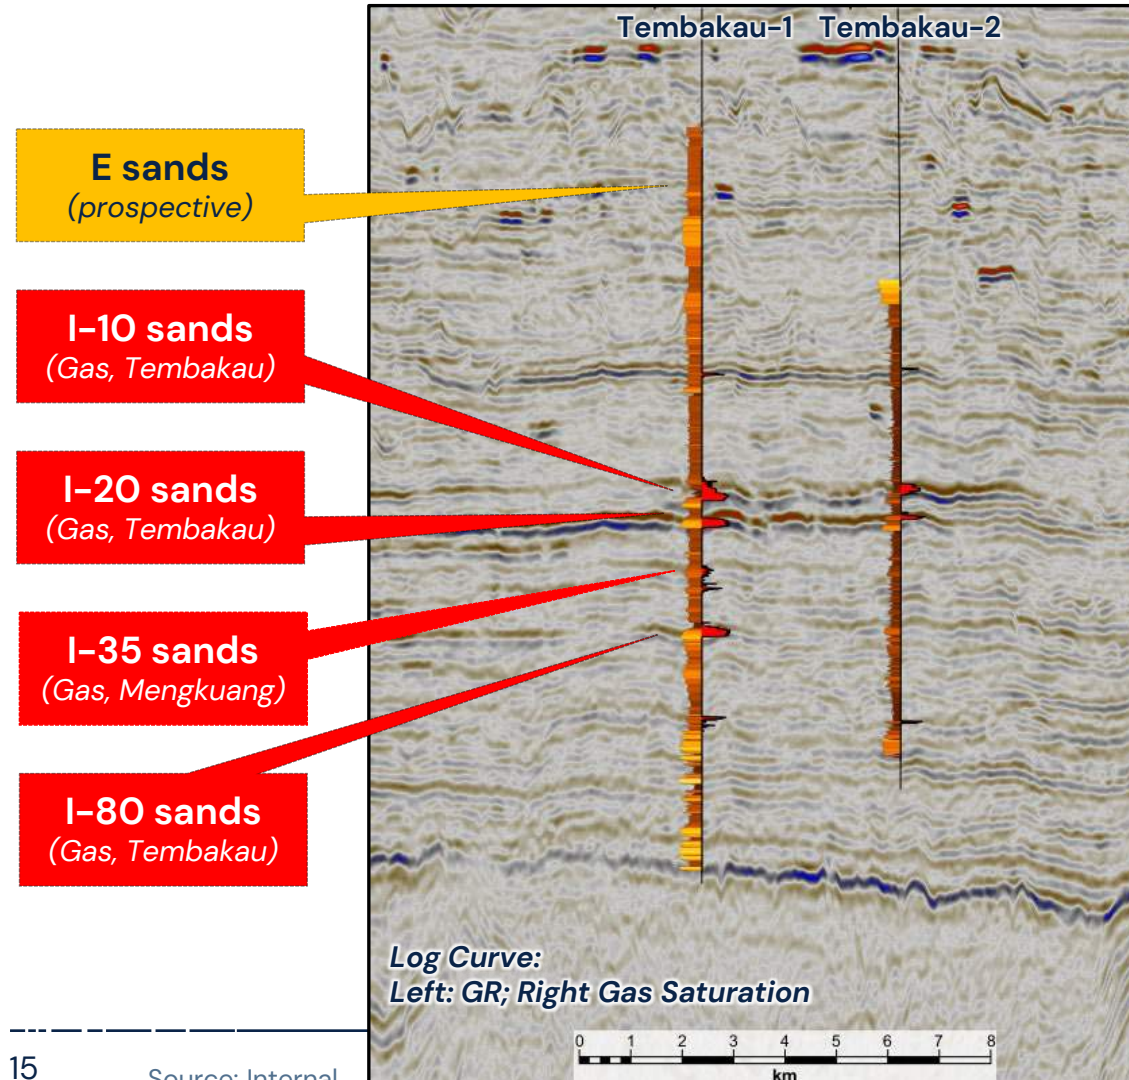 Tembakau-1 Tembakau-2
E sands
(prospective)
I-10 sands
(Gas, Tembakau)
I-20 sands
(Gas, Tembakau)
I-35 sands
(Gas, Mengkuang)
I-80 sands
(Gas, Tembakau)
Log Curve:
Left: GR; Right Gas Saturation
0 1 2 3 4 5 6 7 8
km
15
Source: Internal